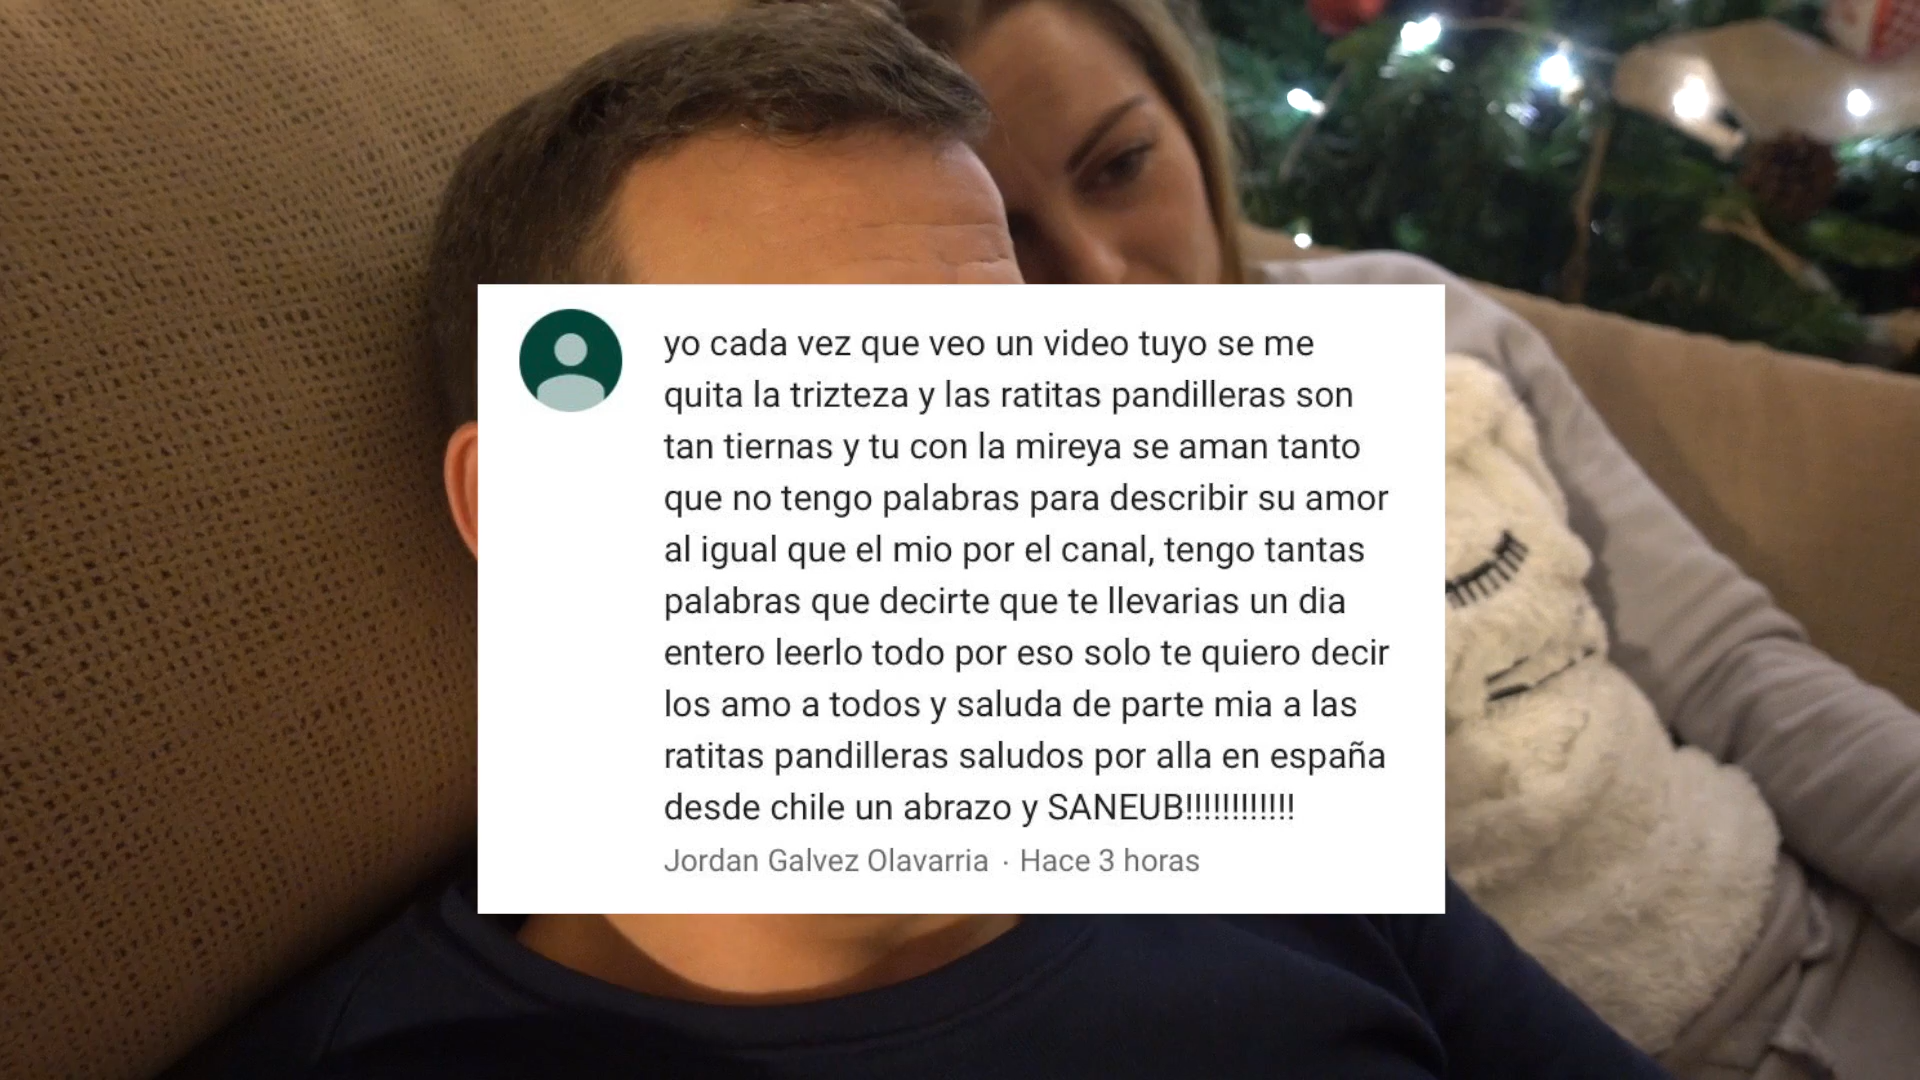 yo cada vez que veo un video tuyo se me
quita la trizteza y las ratitas pandilleras son
tan tiernas y tu con la mireya se aman tanto
que no tengo palabras para describir su amor
al igual que el mio por el canal, tengo tantas
palabras que decirte que te llevarias un dia
entero leerlo todo por eso solo te quiero decir
los amo a todos y saluda de parte mia a las
ratitas pandilleras saludos por alla en españa
desde chile un abrazo y SANEUB!!!!!!!!!!!!
Jordan Galvez Olavarria · Hace 3 horas